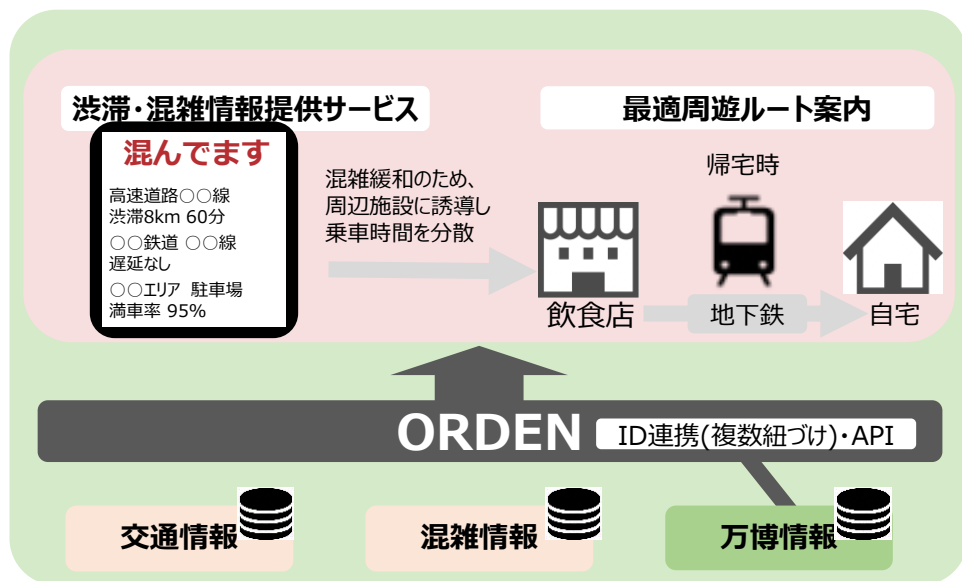 渋滞・混雑情報提供サービス
混んでます
高速道路○○線
渋滞8km 60分
○○鉄道 ○○線
遅延なし
○○エリア 駐車場
満車率 95%
混雑緩和のため、
周辺施設に誘導し
乗車時間を分散
最適周遊ルート案内
帰宅時
飲食店
地下鉄
自宅
ORDEN
ID連携(複数紐づけ)・API
交通情報
混雑情報
万博情報